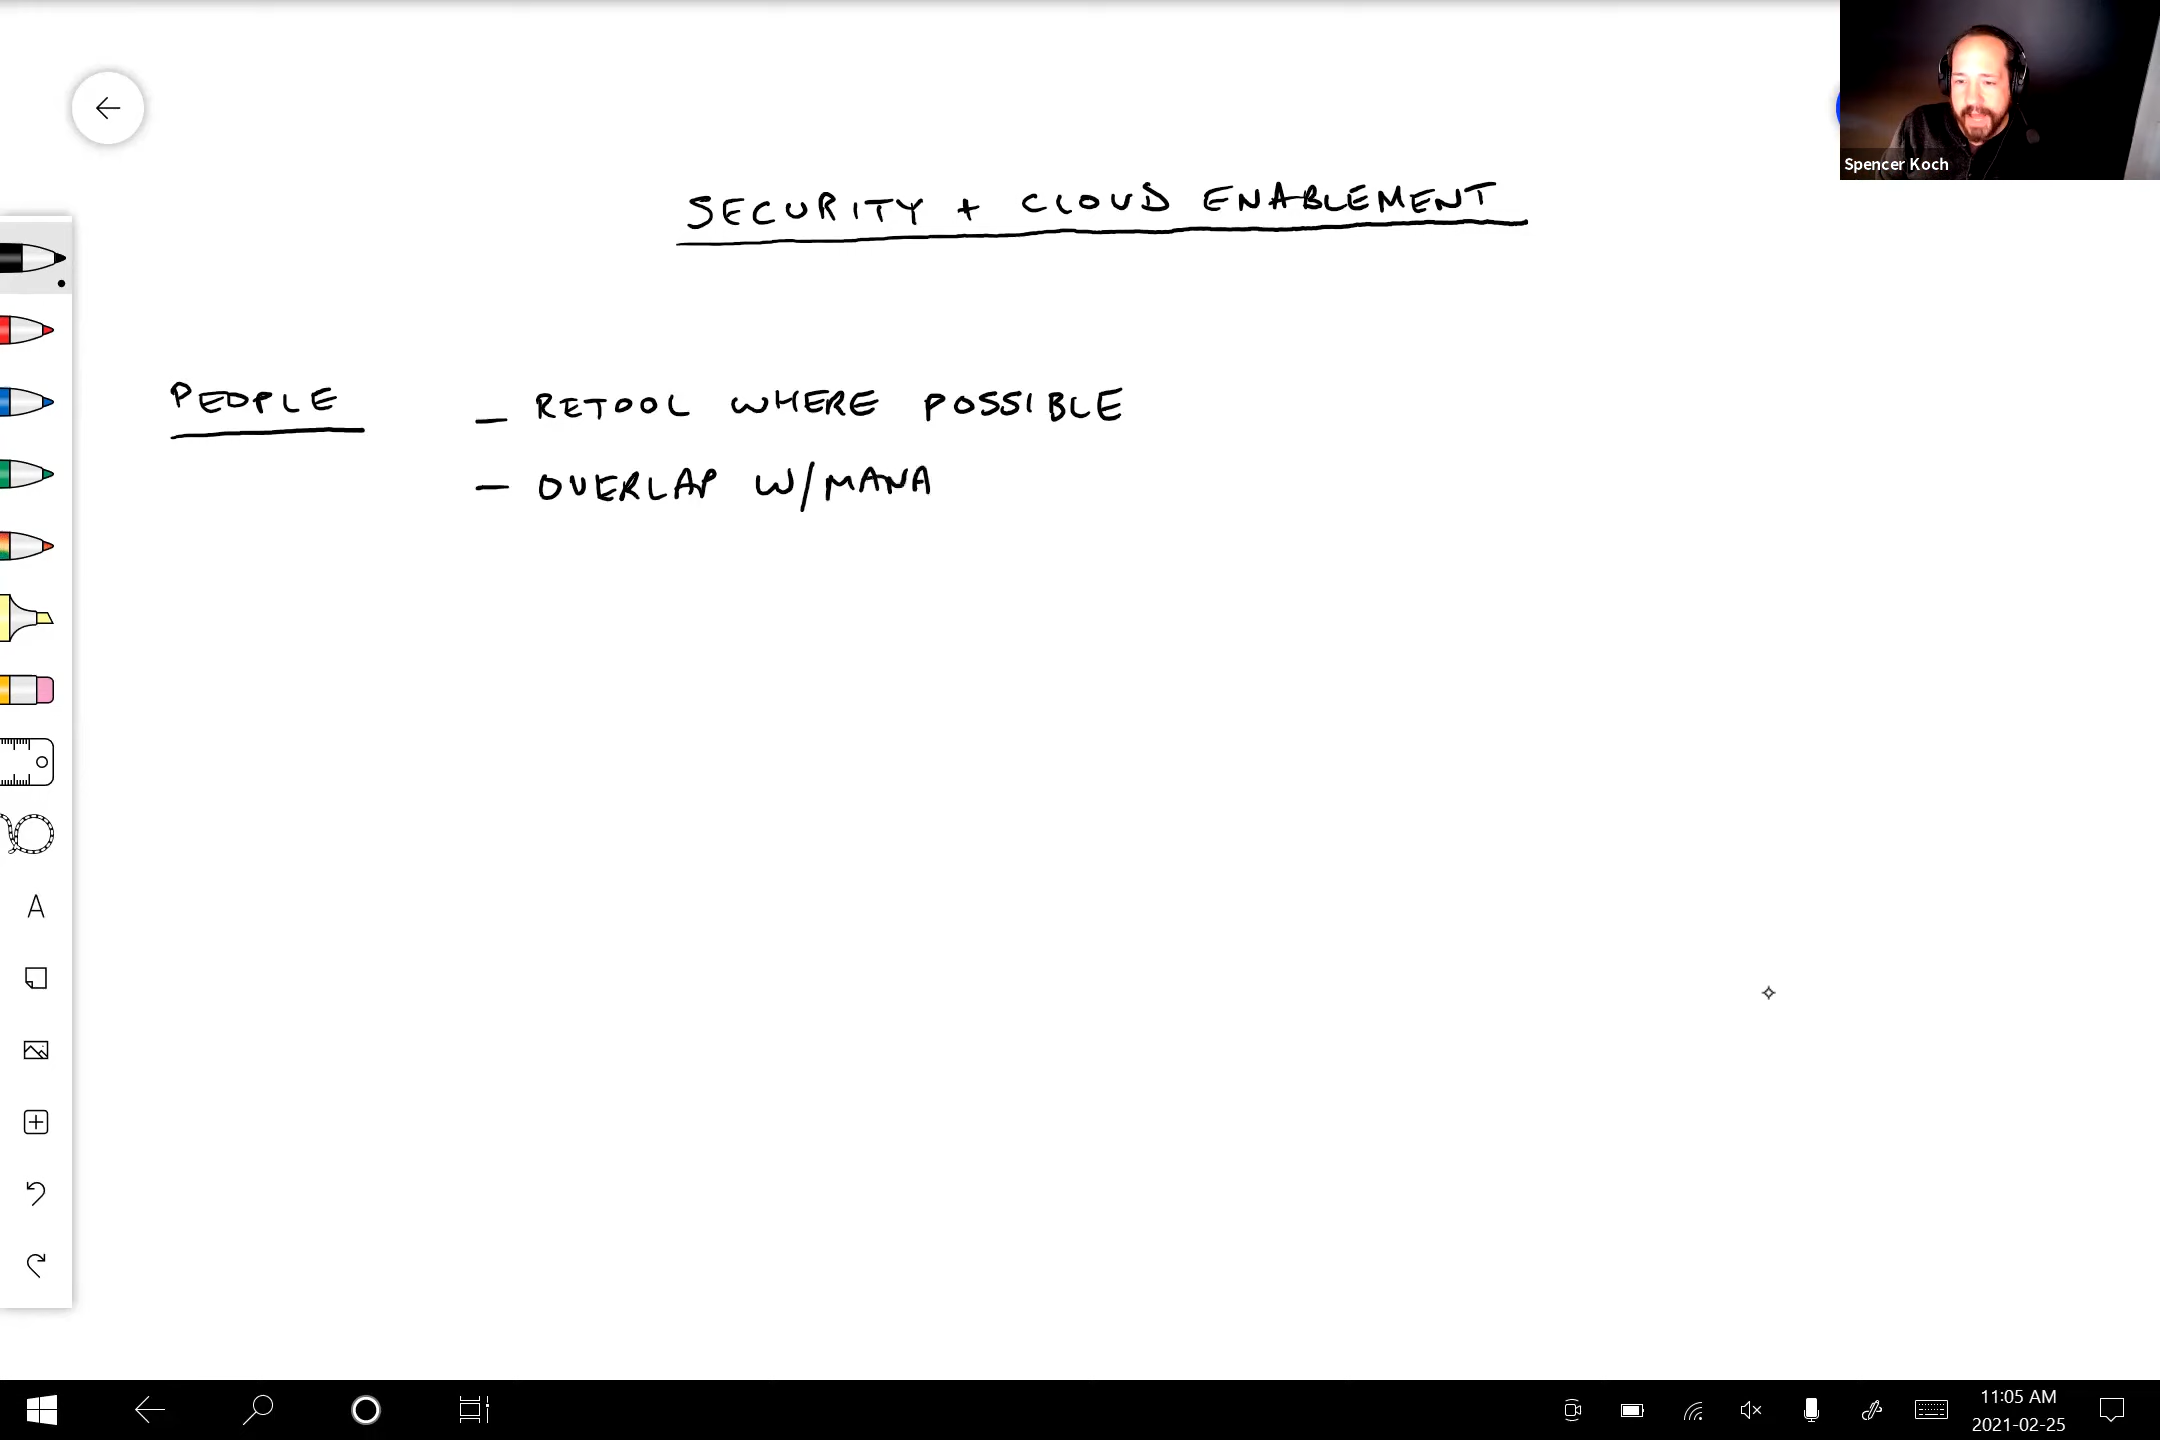 Spencer Koch
SECURITY + CLOUD ENABLEMENT
PEOPLE
- RETOOL WHERE POSSIBLE
- OVERLAP W/MANA
A
11:05 AM
2021-02-25